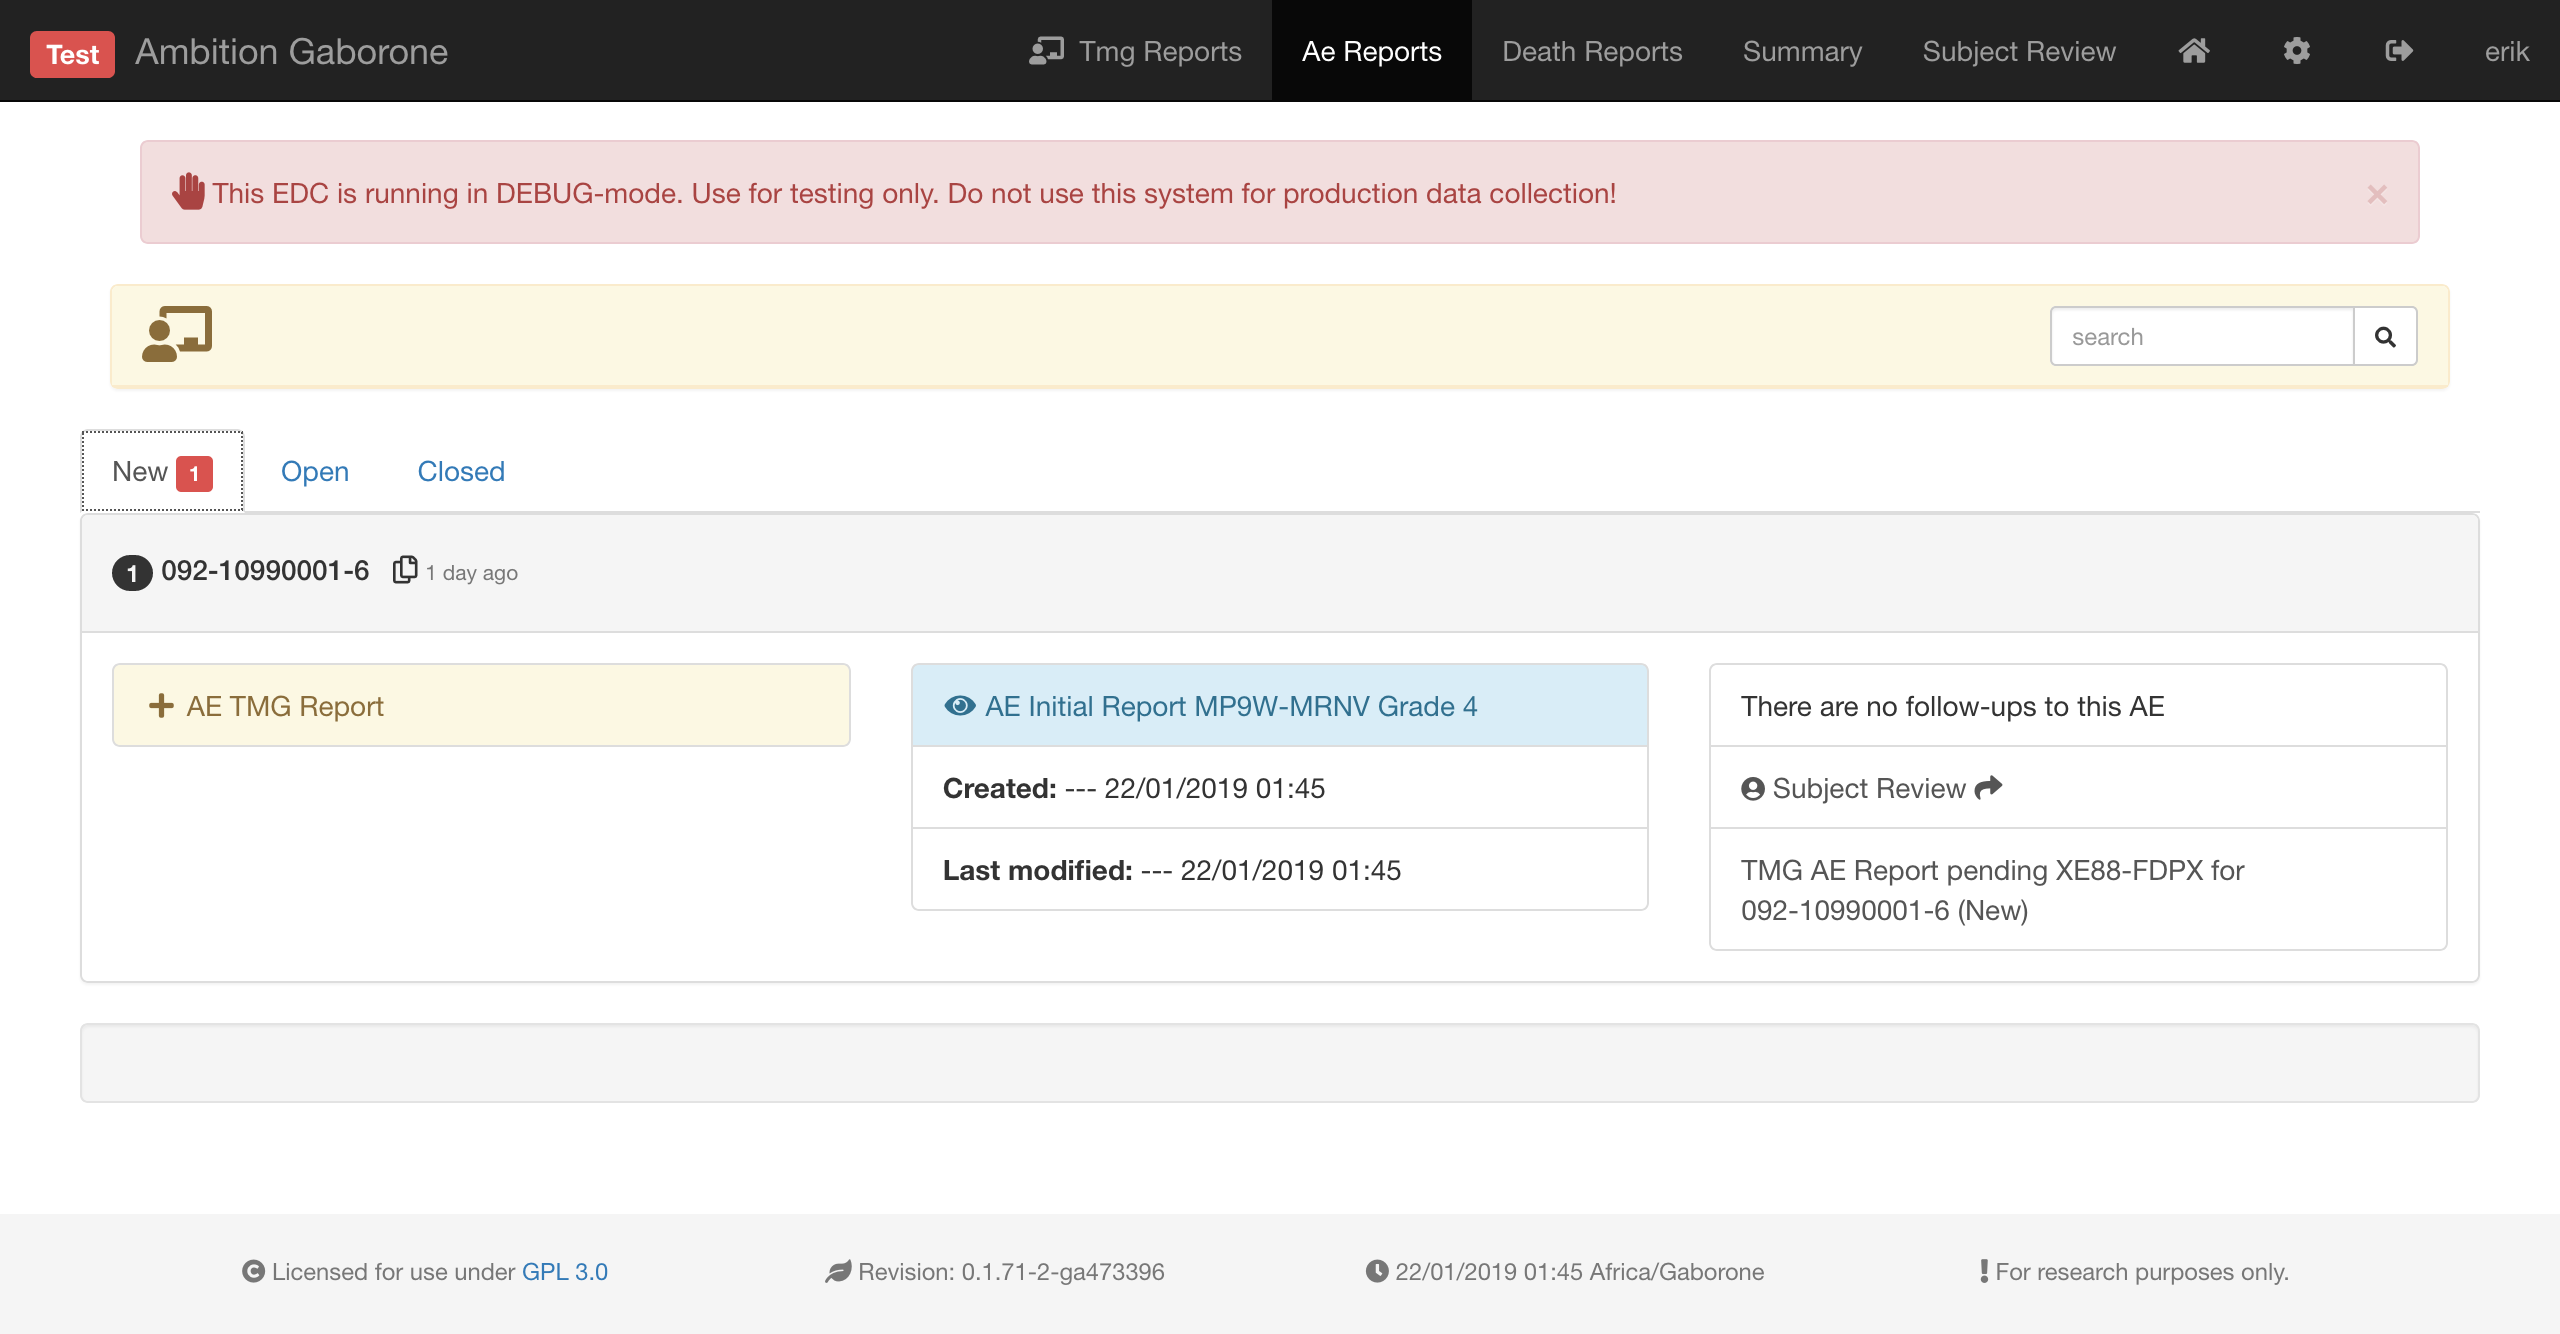 Test Ambition Gaborone Tmg Reports Ae Reports Death Reports Summary Subject Review erik
This EDC is running in DEBUG-mode. Use for testing only. Do not use this system for production data collection! ×
search
New 1 Open Closed
1 092-10990001-6 1 day ago
+ AE TMG Report
AE Initial Report MP9W-MRNV Grade 4
Created: --- 22/01/2019 01:45
Last modified: --- 22/01/2019 01:45
There are no follow-ups to this AE
Subject Review
TMG AE Report pending XE88-FDPX for
092-10990001-6 (New)
Licensed for use under GPL 3.0 Revision: 0.1.71-2-ga473396 22/01/2019 01:45 Africa/Gaborone For research purposes only.